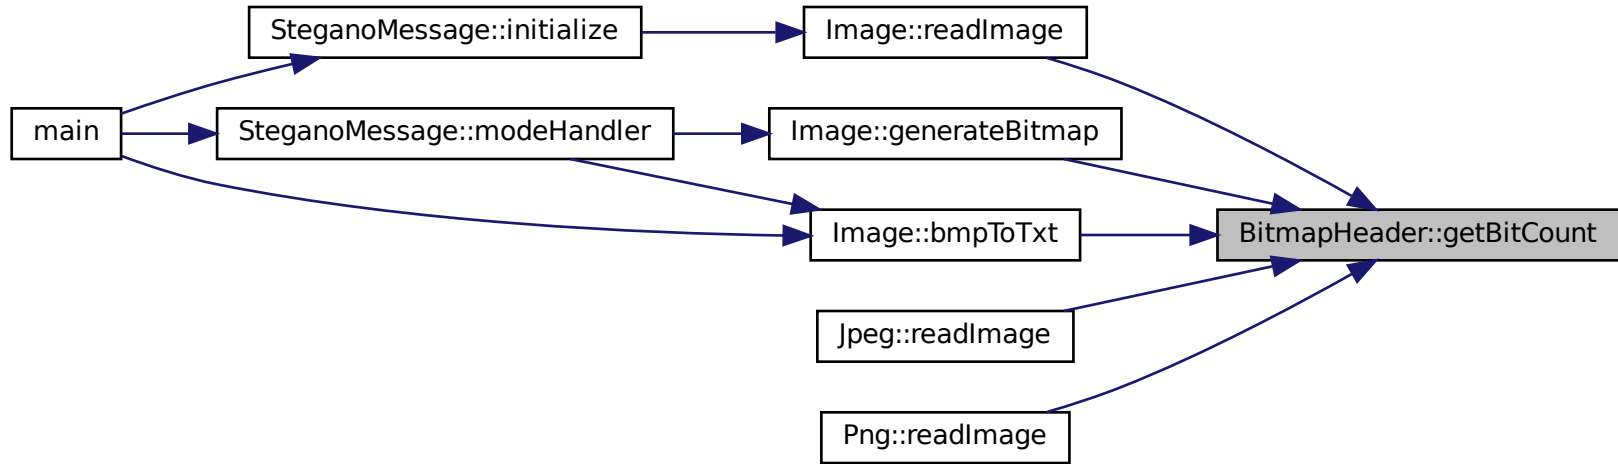 SteganoMessage::initialize
Image::readImage
main
SteganoMessage::modeHandler
Image::generateBitmap
Image::bmpToTxt
BitmapHeader::getBitCount
Jpeg::readImage
Png::readImage